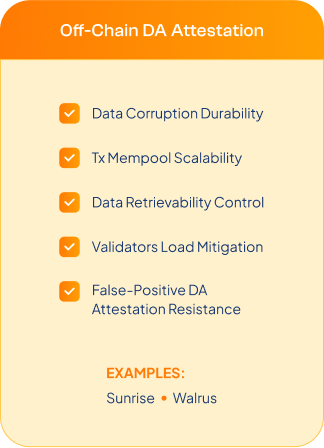 Off-Chain DA Attestation
Data Corruption Durability
Tx Mempool Scalability
Data Retrievability Control
Validators Load Mitigation
False-Positive DA
Attestation Resistance
EXAMPLES:
Sunrise • Walrus